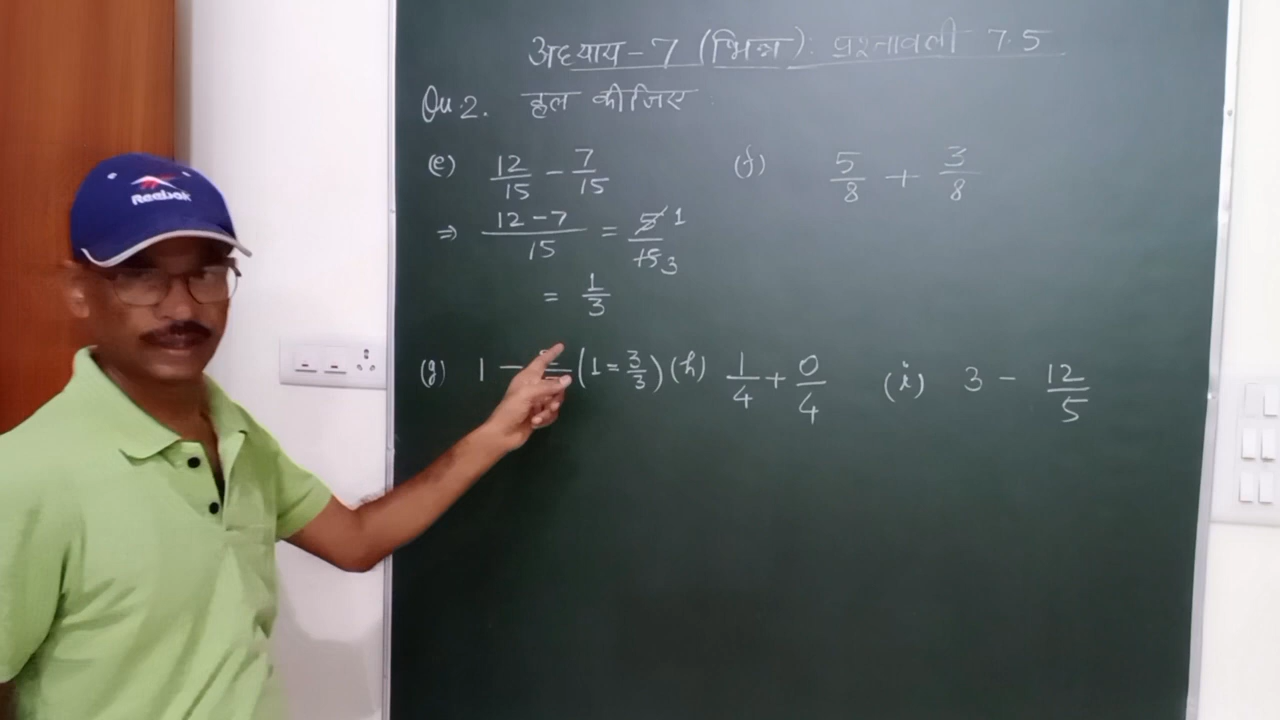 अध्याय - 7 (भिन्न): प्रश्नावली 7.5
Qu.2. हल कीजिए
(e) 12/15 - 7/15
(f) 5/8 + 3/8
⇒ (12 - 7)/15 = 5/15 1 3
= 1/3
(g) 1 - (1 = 3/3) (h) 1/4 + 0/4 (i) 3 - 12/5
Reebok